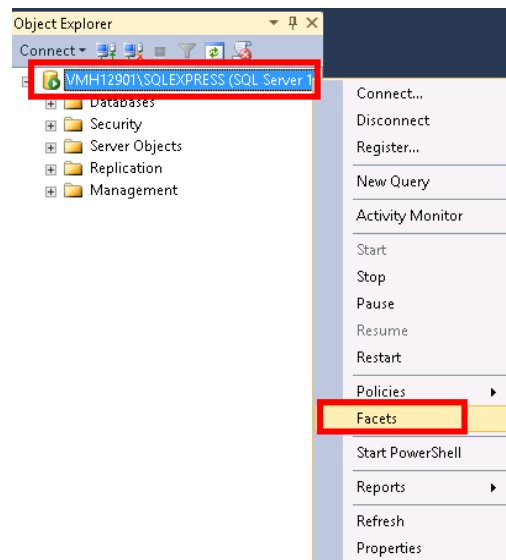 Object Explorer
Connect
VMH12901\SQLEXPRESS (SQL Server 1
Databases
Security
Server Objects
Replication
Management
Connect...
Disconnect
Register...
New Query
Activity Monitor
Start
Stop
Pause
Resume
Restart
Policies
Facets
Start PowerShell
Reports
Refresh
Properties